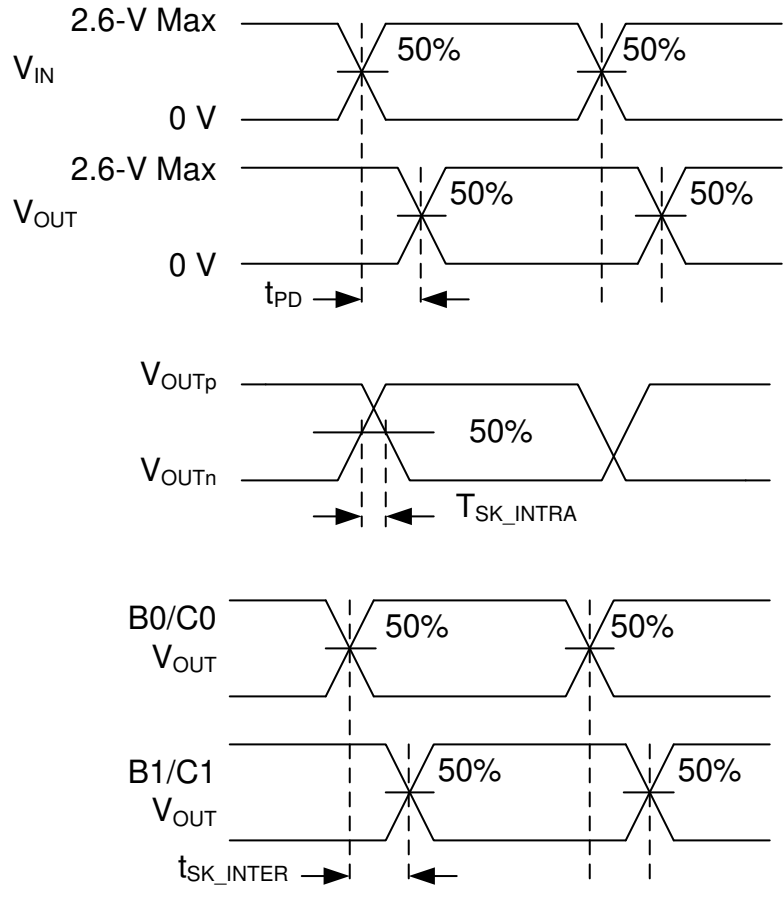 2.6-V Max
50%
50%
VIN
0 V
2.6-V Max
50%
50%
VOUT
0 V
tPD
VOUTp
50%
VOUTn
TSK_INTRA
B0/C0
VOUT
50%
50%
B1/C1
VOUT
50%
50%
tSK_INTER